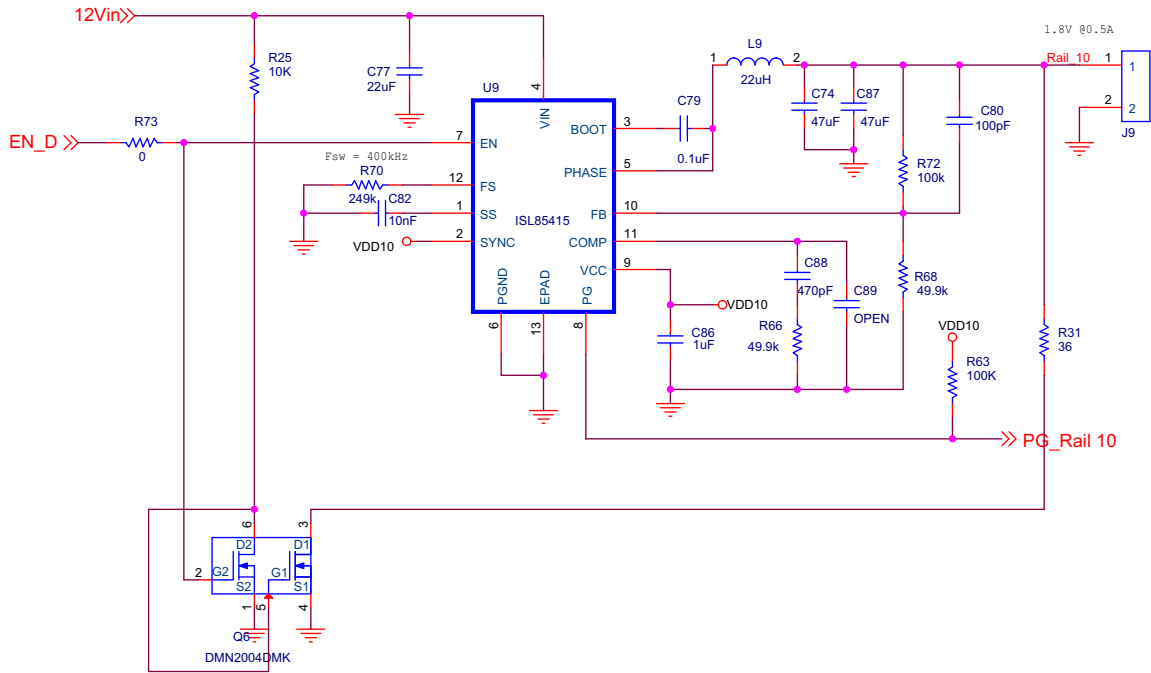 12Vin
R25
10K
C77
22uF
4
VIN
U9
L9
1
2
22uH
1.8V @0.5A
Rail_10
1
1
2
2
J9
C79
0.1uF
C74
47uF
C87
47uF
C80
100pF
R72
100k
EN_D
R73
0
7
EN
BOOT
3
Fsw = 400kHz
R70
249k
12
FS
PHASE
5
C82
10nF
1
SS
ISL85415
FB
10
VDD10
2
SYNC
COMP
11
VCC
9
PGND
EPAD
PG
6
13
8
VDD10
C86
1uF
C88
470pF
R66
49.9k
C89
OPEN
R68
49.9k
VDD10
R63
100K
R31
36
PG_Rail 10
6
3
D2
D1
2
G2
G1
S2
S1
1
5
4
Q6
DMN2004DMK